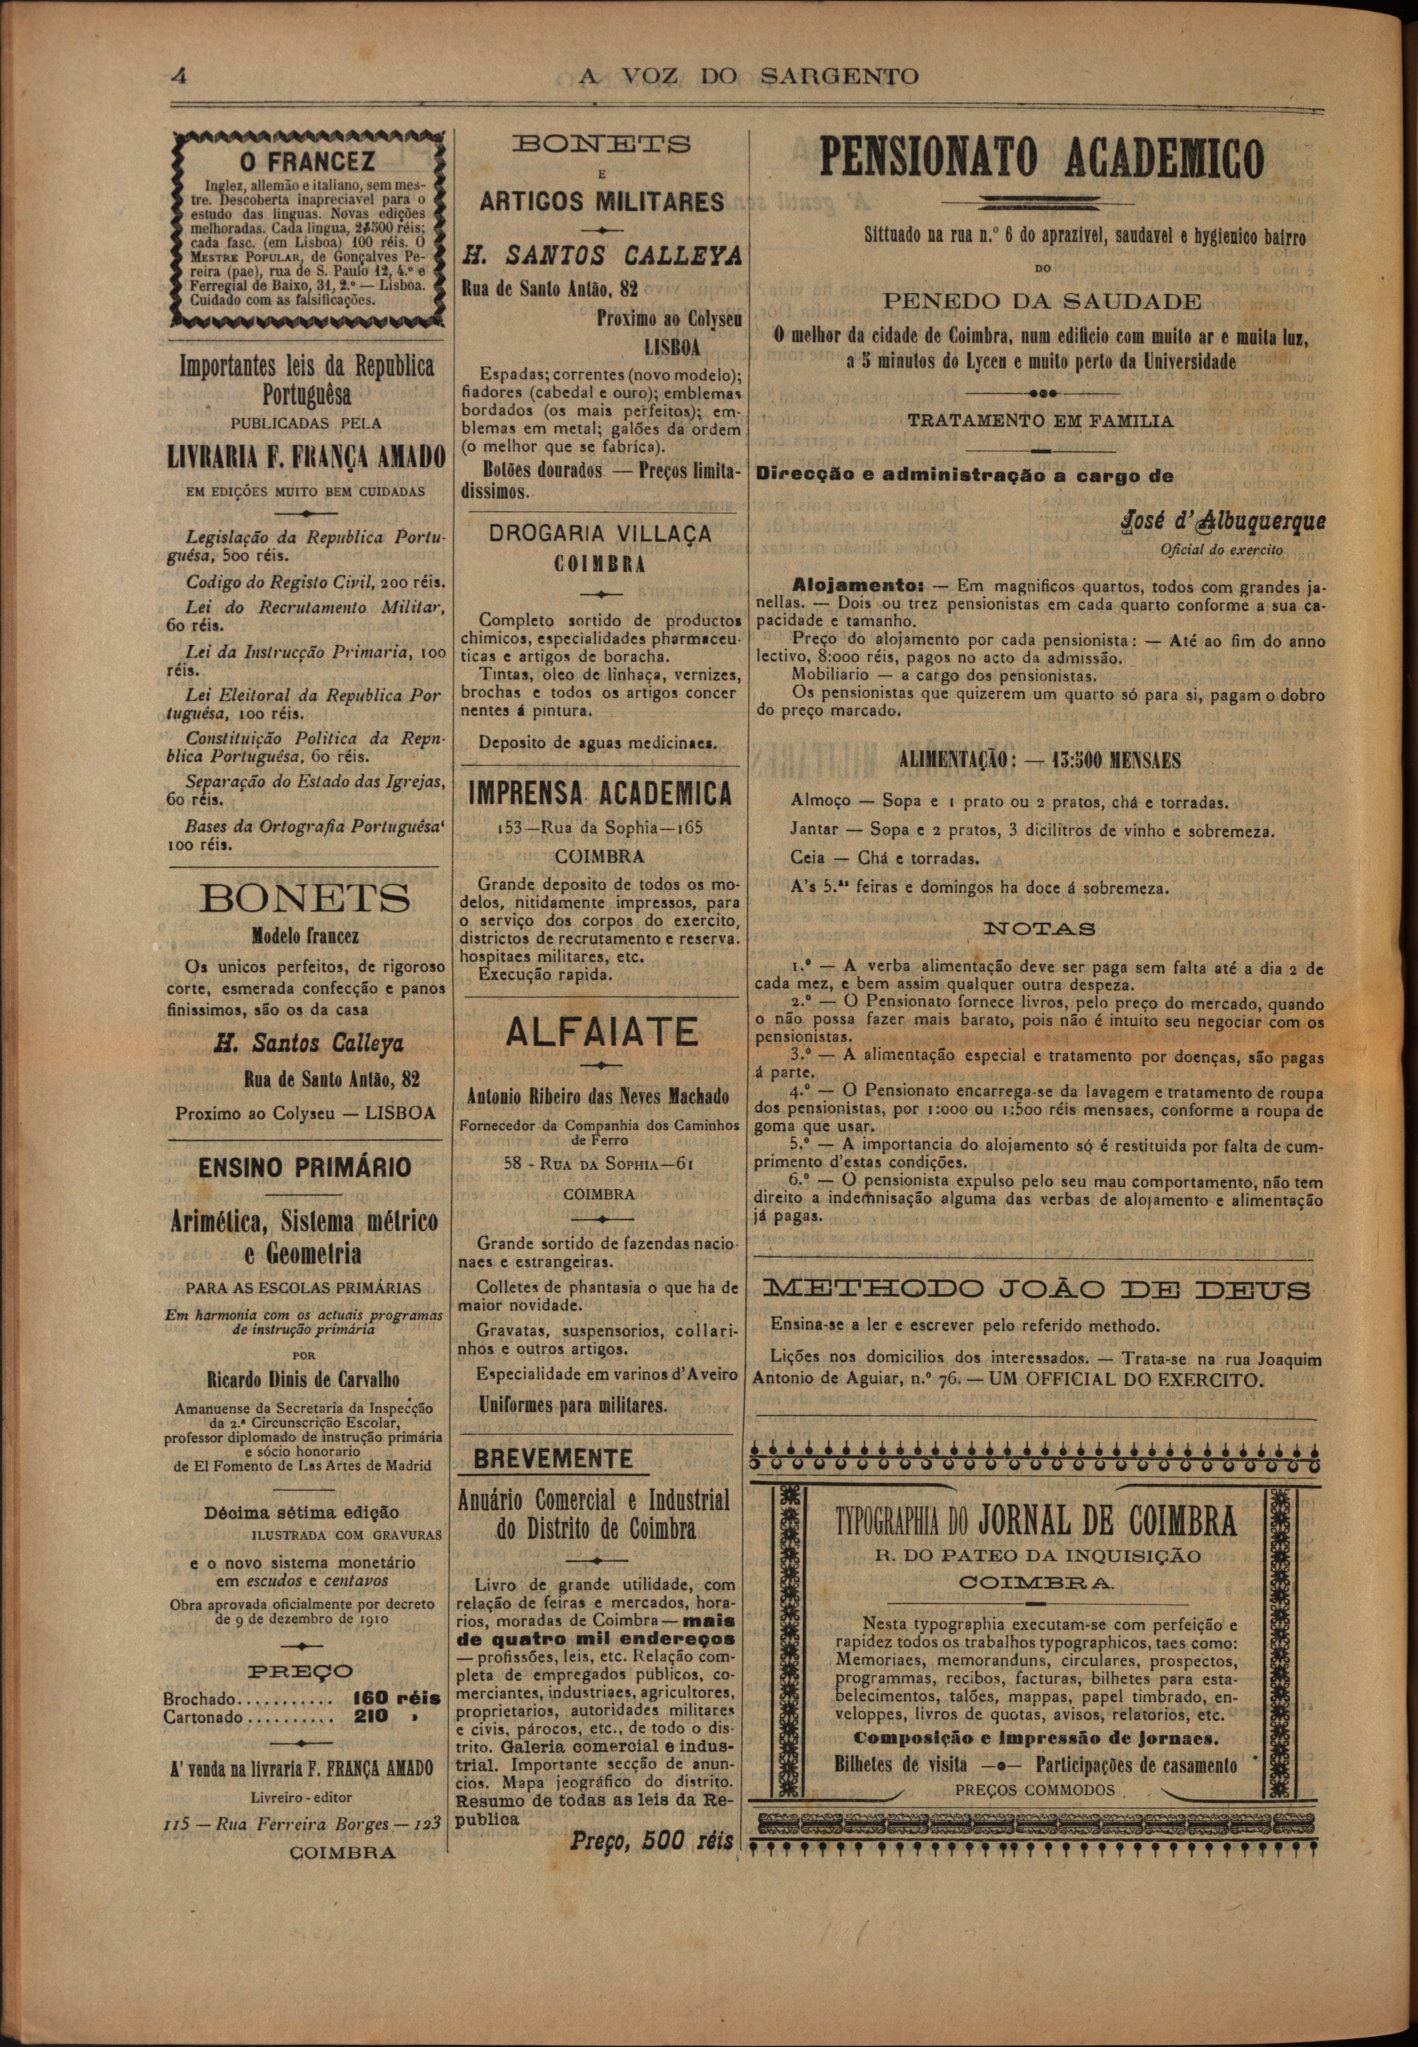 4
A VOZ DO SARGENTO
O FRANCEZ
Inglez, allemão e italiano, sem mes-
tre. Descoberta inapreciavel para o
estudo das linguas. Novas edições
melhoradas. Cada lingua, 2$500 réis;
cada fasc. (em Lisboa) 100 réis. O
MESTRE POPULAR, de Gonçalves Pe-
reira (pae), rua de S. Paulo 12, 4.º e
Ferregial de Baixo, 31, 2.º — Lisboa.
Cuidado com as falsificações.
Importantes leis da Republica
Portuguêsa
PUBLICADAS PELA
LIVRARIA F. FRANÇA AMADO
EM EDIÇÓES MUITO BEM CUIDADAS
Legislação da Republica Portu-
guêsa, 500 réis.
Codigo do Registo Civil, 200 réis.
Lei do Recrutamento Militar,
60 réis.
Lei da Instrucção Primaria, 100
réis.
Lei Eleitoral da Republica Por
tuguêsa, 100 réis.
Constituição Politica da Repn-
blica Portuguêsa, 60 réis.
Separação do Estado das Igrejas,
60 réis.
Bases da Ortografia Portuguêsa‘
100 réis.
BONETS
Modelo francez
Os unicos perfeitos, de rigoroso
corte, esmerada confecção e panos
finissimos, são os da casa
H. Santos Calleya
Rua de Santo Antão, 82
Proximo ao Colyseu — LISBOA
ENSINO PRIMÁRIO
Arimética, Sistema métrico
e Geometria
PARA AS ESCOLAS PRIMÁRIAS
Em harmonia com os actuais programas
de instrução primária
POR
Ricardo Dinis de Carvalho
Amanuense da Secretaria da Inspecção
da 2.ª Circunscrição Escolar,
professor diplomado de instrução primária
e sócio honorario
de El Fomento de Las Artes de Madrid
Décima sétima edição
ILUSTRADA COM GRAVURAS
e o novo sistema monetário
em escudos e centavos
Obra aprovada oficialmente por decreto
de 9 de dezembro de 1910
PREÇO
Brochado........... 160 réis
Cartonado.......... 210 »
A' venda na livraria F. FRANÇA AMADO
Livreiro - editor
115 — Rua Ferreira Borges — 123
COIMBRA
BONETS
E
ARTIGOS MILITARES
H. SANTOS CALLEYA
Rua de Santo Antão, 82
Proximo ao Colyseu
LISBOA
Espadas; correntes (novo modelo);
fiadores (cabedal e ouro); emblemas
bordados (os mais perfeitos); em-
blemas em metal; galões da ordem
(o melhor que se fabríca).
Botões dourados — Preços limita-
dissimos.
DROGARIA VILLAÇA
COIMBRA
Completo sortido de productos
chimicos, especialidades pharmaceu-
ticas e artigos de boracha.
Tintas, oleo de linhaça, vernizes,
brochas e todos os artigos concer
nentes á pintura.
Deposito de aguas medicinaes.
IMPRENSA ACADEMICA
153—Rua da Sophia—165
COIMBRA
Grande deposito de todos os mo-
delos, nitidamente impressos, para
o serviço dos corpos do exercito,
districtos de recrutamento e reserva.
hospitaes militares, etc.
Execução rapida.
ALFAIATE
Antonio Ribeiro das Neves Machado
Fornecedor da Companhia dos Caminhos
de Ferro
58 - RUA DA SOPHIA—61
COIMBRA
Grande sortido de fazendas nacio-
naes e estrangeiras.
Colletes de phantasia o que ha de
maior novidade.
Gravatas, suspensorios, collari-
nhos e outros artigos.
Especialidade em varinos d'Aveiro
Uniformes para militares.
BREVEMENTE
Anuário Comercial e Industrial
do Distrito de Coimbra
Livro de grande utilidade, com
relação de feiras e mercados, hora-
rios, moradas de Coimbra — mais
de quatro mil endereços
— profissões, leis, etc. Relação com-
pleta de empregados publicos, co-
merciantes, industriaes, agricultores,
proprietarios, autoridades militares
e civis, párocos, etc., de todo o dis-
trito. Galeria comercial e indus-
trial. Importante secção de anun-
cios. Mapa jeográfico do distrito.
Resumo de todas as leis da Re-
publica
Preço, 500 réis
PENSIONATO ACADEMICO
Sittuado na rua n.º 6 do aprazivel, saudavel e hygienico bairro
DO
PENEDO DA SAUDADE
O melhor da cidade de Coimbra, num edificio com muito ar e muita luz,
a 5 minutos do Lyceu e muito perto da Universidade
TRATAMENTO EM FAMILIA
Direcção e administração a cargo de
José d'Albuquerque
Oficial do exercito
Alojamento: — Em magnificos quartos, todos com grandes ja-
nellas. — Dois ou trez pensionistas em cada quarto conforme a sua ca-
pacidade e tamanho.
Preço do alojamento por cada pensionista: — Até ao fim do anno
lectivo, 8:000 réis, pagos no acto da admissão.
Mobiliario — a cargo dos pensionistas.
Os pensionistas que quizerem um quarto só para si, pagam o dobro
do preço marcado.
ALIMENTAÇÃO: — 13:500 MENSAES
Almoço — Sopa e 1 prato ou 2 pratos, chá e torradas.
Jantar — Sopa e 2 pratos, 3 dicilitros de vinho e sobremeza.
Ceia — Chá e torradas.
A's 5.as feiras e domingos ha doce á sobremeza.
NOTAS
1.º — A verba alimentação deve ser paga sem falta até a dia 2 de
cada mez, e bem assim qualquer outra despeza.
2.º — O Pensionato fornece livros, pelo preço do mercado, quando
o não possa fazer mais barato, pois não é intuito seu negociar com os
pensionistas.
3.º — A alimentação especial e tratamento por doenças, são pagas
á parte.
4.º — O Pensionato encarrega-se da lavagem e tratamento de roupa
dos pensionistas, por 1:000 ou 1:500 réis mensaes, conforme a roupa de
goma que usar.
5.º — A importancia do alojamento só é restituida por falta de cum-
primento d'estas condições.
6.º — O pensionista expulso pelo seu mau comportamento, não tem
direito a indemnisação alguma das verbas de alojamento e alimentação
já pagas.
METHODO JOÃO DE DEUS
Ensina-se a ler e escrever pelo referido methodo.
Lições nos domicilios dos interessados. — Trata-se na rua Joaquim
Antonio de Aguiar, n.º 76. — UM OFFICIAL DO EXERCITO.
TYPOGRAPHIA DO JORNAL DE COIMBRA
R. DO PATEO DA INQUISIÇÃO
COIMBRA.
Nesta typographia executam-se com perfeição e
rapidez todos os trabalhos typographicos, taes como:
Memoriaes, memoranduns, circulares, prospectos,
programmas, recibos, facturas, bilhetes para esta-
belecimentos, talões, mappas, papel timbrado, en-
veloppes, livros de quotas, avisos, relatorios, etc.
Composição e impressão de jornaes.
Bilhetes de visita —•— Participações de casamento
PREÇOS COMMODOS